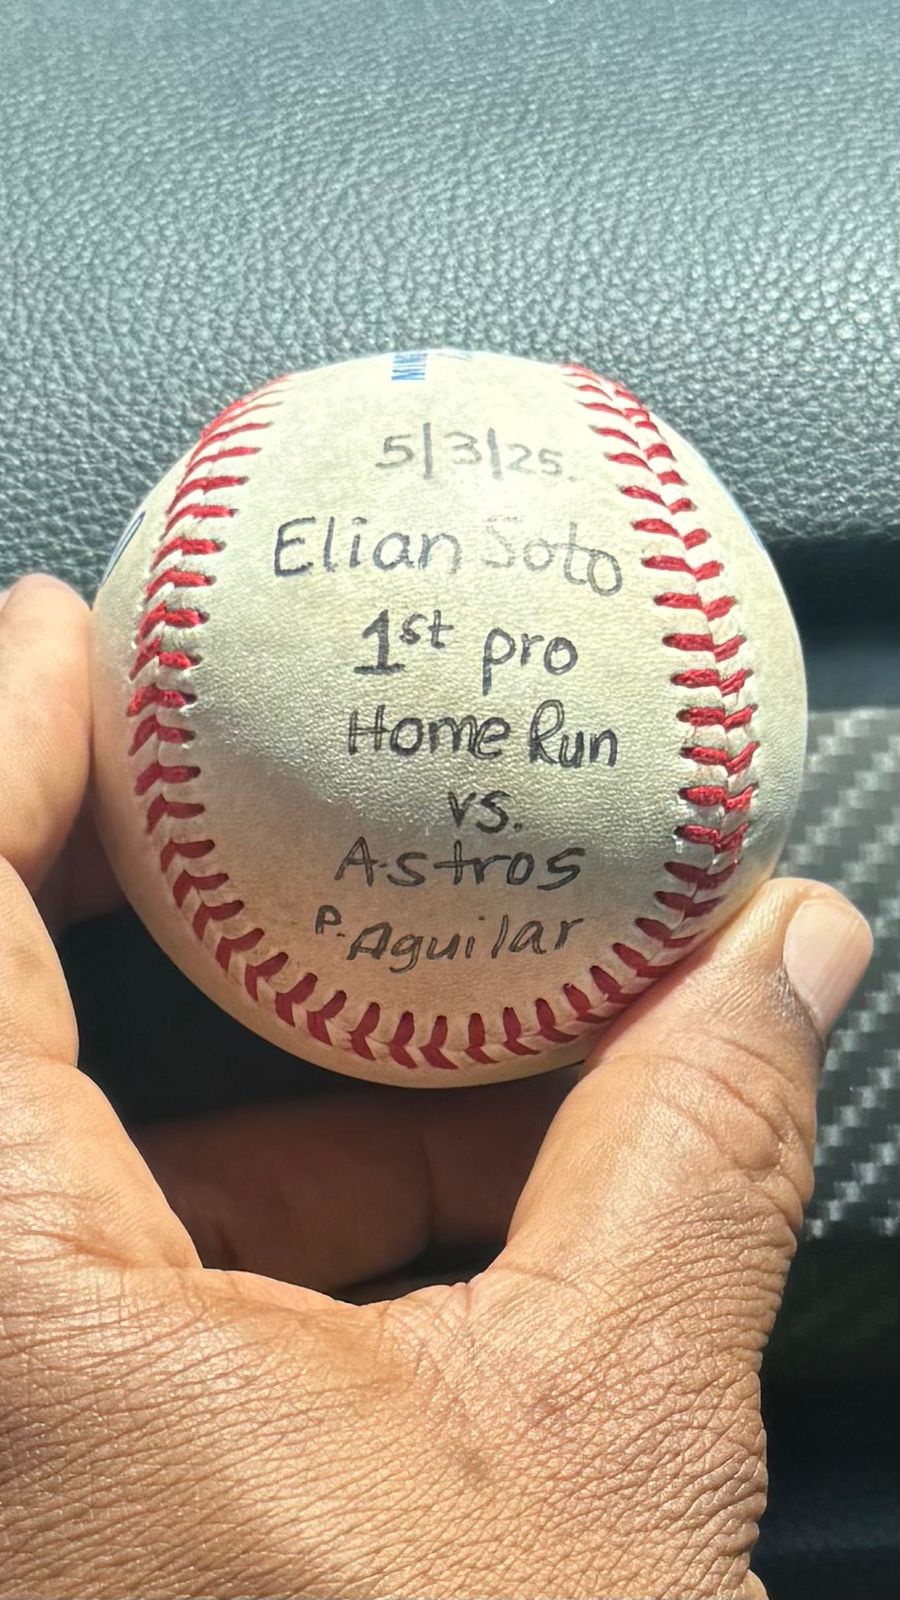 5/3/25.
Elian Soto
1st pro
Home Run
vs.
Astros
P. Aguilar